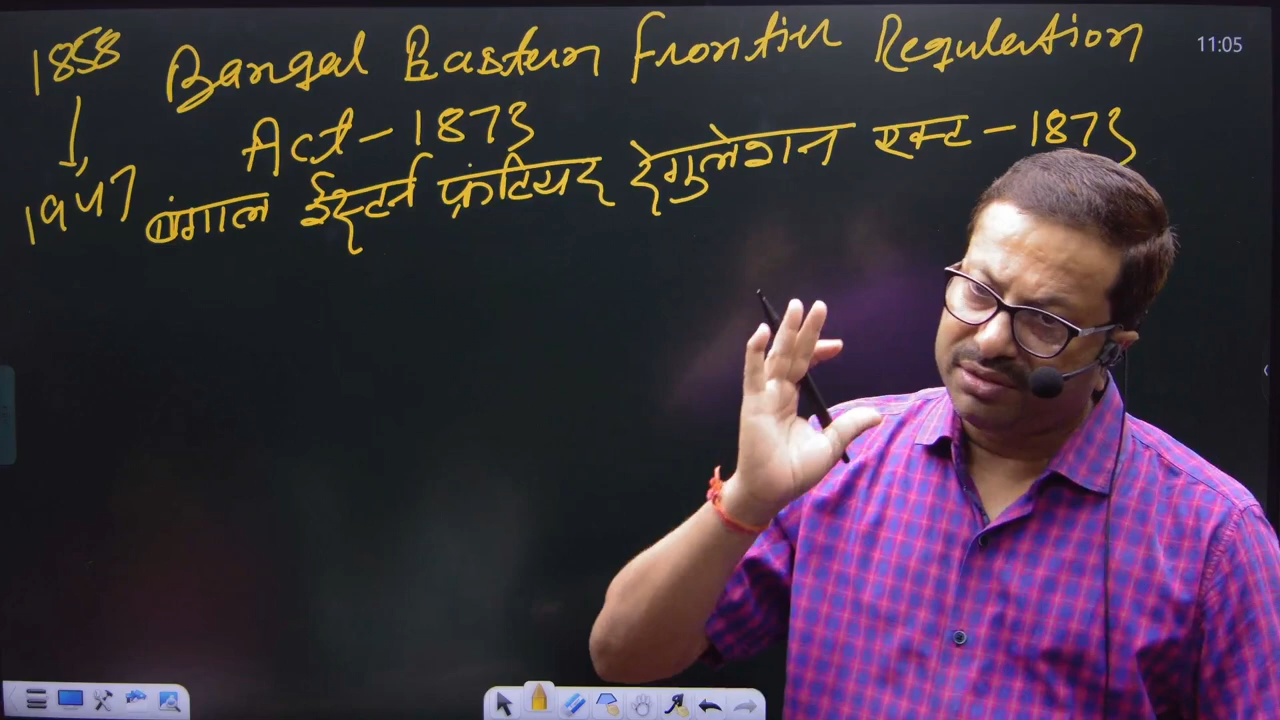 1858 Bangal Eastern Frontier Regulation
Act - 1873
1947 बंगाल ईस्टर्न फ्रंटियर रेगुलेशन एक्ट - 1873
11:05